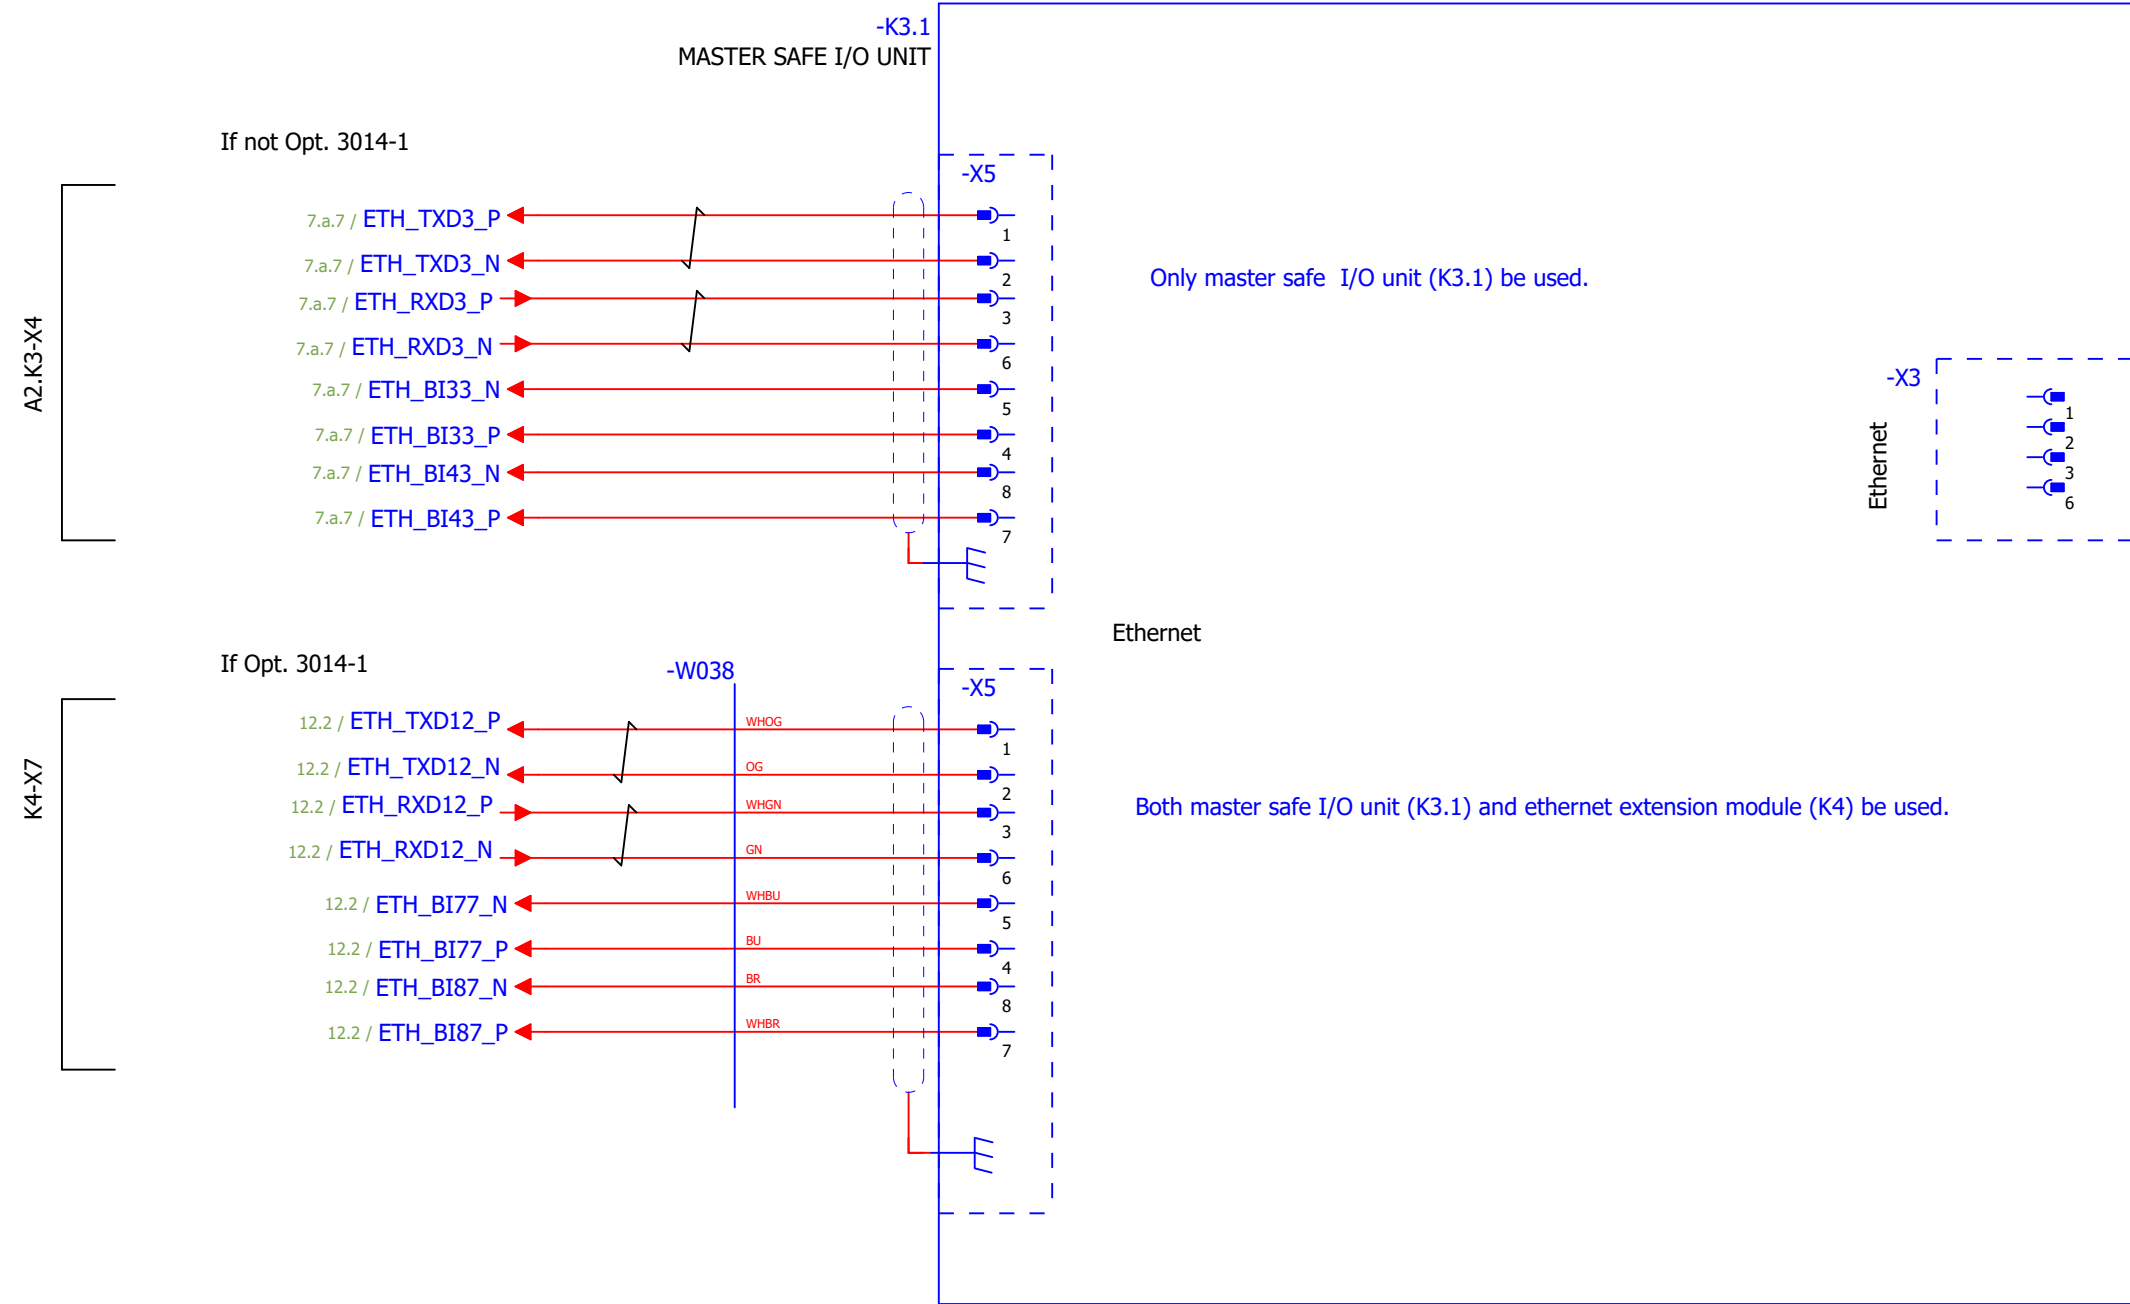 -K3.1
MASTER SAFE I/O UNIT
If not Opt. 3014-1
-X5
A2.K3-X4
7.a.7 / ETH_TXD3_P
1
7.a.7 / ETH_TXD3_N
2
7.a.7 / ETH_RXD3_P
3
7.a.7 / ETH_RXD3_N
6
7.a.7 / ETH_BI33_N
5
7.a.7 / ETH_BI33_P
4
7.a.7 / ETH_BI43_N
8
7.a.7 / ETH_BI43_P
7
Only master safe  I/O unit (K3.1) be used.
-X3
Ethernet
1
2
3
6
Ethernet
If Opt. 3014-1
-W038
-X5
K4-X7
12.2 / ETH_TXD12_P WHOG
1
12.2 / ETH_TXD12_N OG
2
12.2 / ETH_RXD12_P WHGN
3
12.2 / ETH_RXD12_N GN
6
12.2 / ETH_BI77_N WHBU
5
12.2 / ETH_BI77_P BU
4
12.2 / ETH_BI87_N BR
8
12.2 / ETH_BI87_P WHBR
7
Both master safe I/O unit (K3.1) and ethernet extension module (K4) be used.